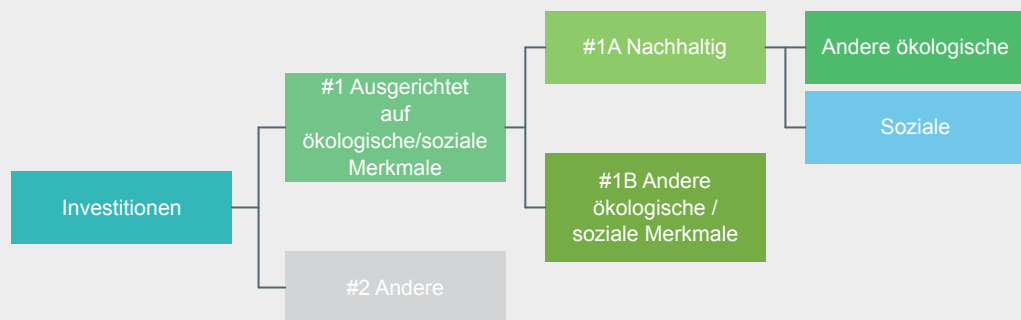 Investitionen
#1 Ausgerichtet
auf
ökologische/soziale
Merkmale
#2 Andere
#1A Nachhaltig
#1B Andere
ökologische /
soziale Merkmale
Andere ökologische
Soziale